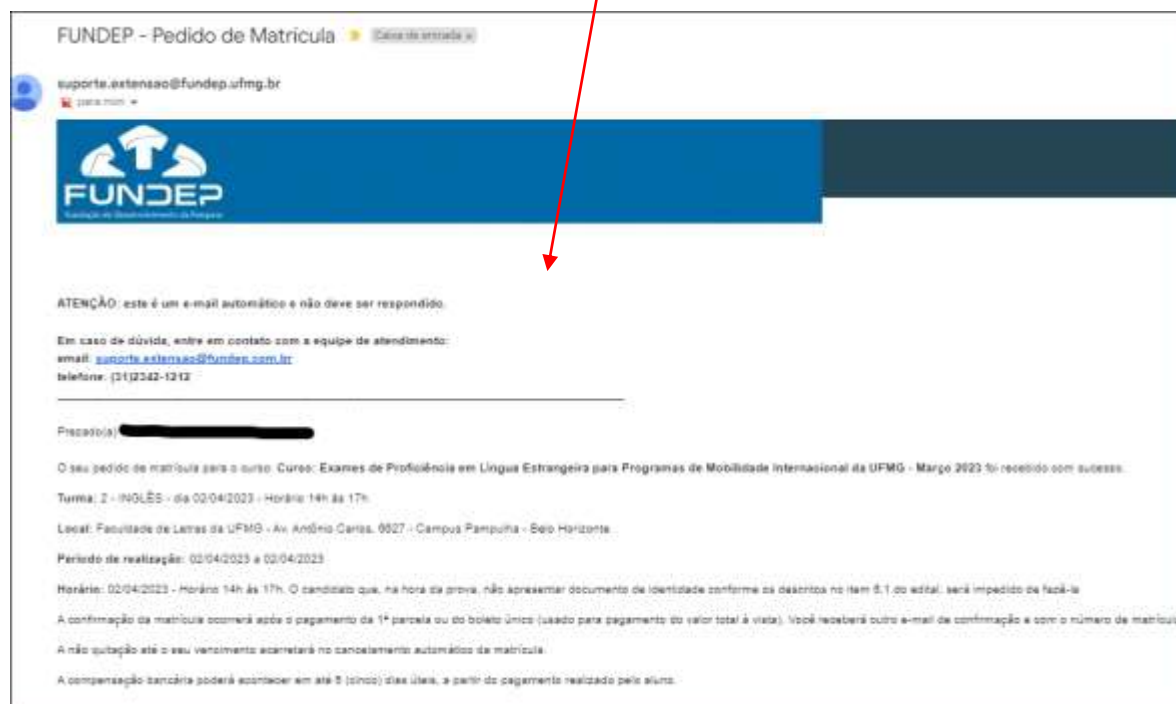 FUNDEP - Pedido de Matrícula
Caixa de entrada x
suporte.extensao@fundep.ufmg.br
para mim
FUNDEP
Fundação de Desenvolvimento da Pesquisa
ATENÇÃO: este é um e-mail automático e não deve ser respondido.
Em caso de dúvida, entre em contato com a equipe de atendimento:
email: suporte.extensao@fundep.com.br
telefone: (31)2342-1212
Prezado(a)
O seu pedido de matrícula para o curso: Curso: Exames de Proficiência em Língua Estrangeira para Programas de Mobilidade Internacional da UFMG - Março 2023 foi recebido com sucesso.
Turma: 2 - INGLÊS - dia 02/04/2023 - Horário 14h às 17h.
Local: Faculdade de Letras da UFMG - Av. Antônio Carlos, 6627 - Campus Pampulha - Belo Horizonte
Período de realização: 02/04/2023 a 02/04/2023
Horário: 02/04/2023 - Horário 14h às 17h. O candidato que, na hora da prova, não apresentar documento de identidade conforme os descritos no item 6.1 do edital, será impedido de fazê-la
A confirmação da matrícula ocorrerá após o pagamento da 1ª parcela ou do boleto único (usado para pagamento do valor total à vista). Você receberá outro e-mail de confirmação e com o número de matrícul
A não quitação até o seu vencimento acarretará no cancelamento automático da matrícula.
A compensação bancária poderá acontecer em até 5 (cinco) dias úteis, a partir do pagamento realizado pelo aluno.